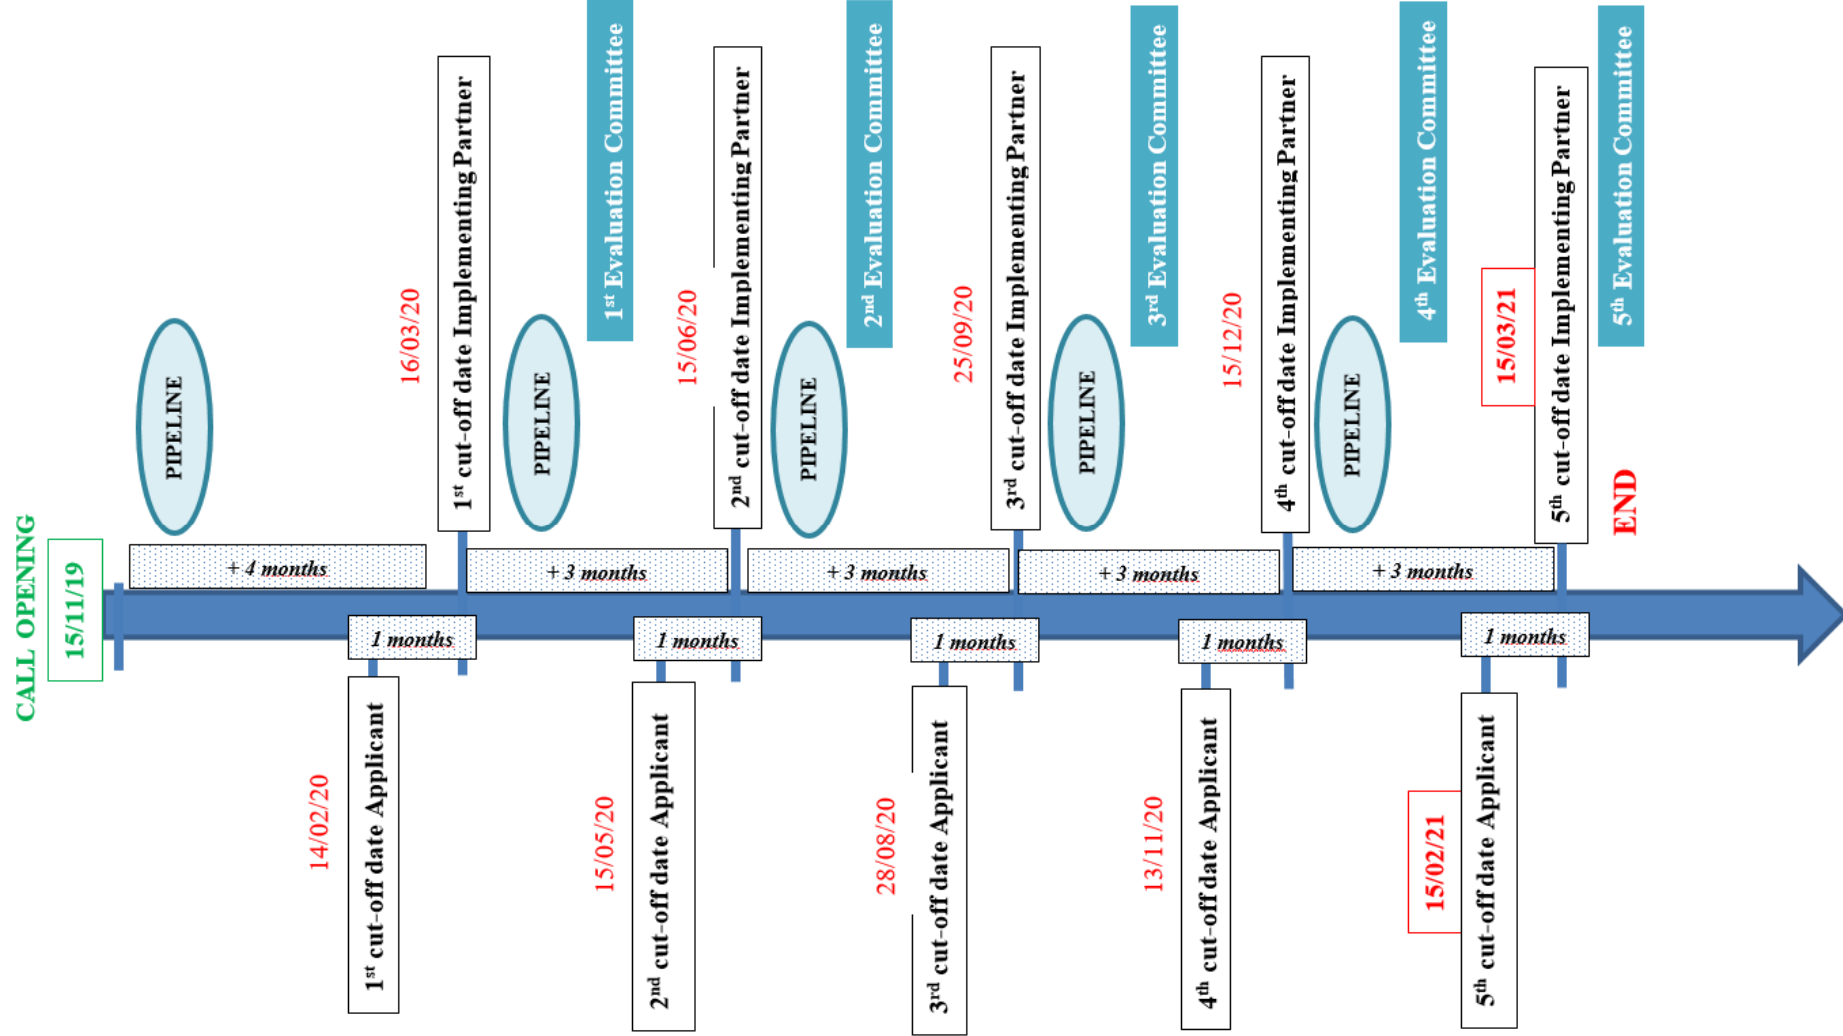 CALL OPENING
15/11/19
PIPELINE
+ 4 months
14/02/20
1st cut-off date Applicant
1 months
16/03/20
1st cut-off date Implementing Partner
PIPELINE
1st Evaluation Committee
+ 3 months
15/05/20
2nd cut-off date Applicant
1 months
15/06/20
2nd cut-off date Implementing Partner
PIPELINE
2nd Evaluation Committee
+ 3 months
28/08/20
3rd cut-off date Applicant
1 months
25/09/20
3rd cut-off date Implementing Partner
PIPELINE
3rd Evaluation Committee
+ 3 months
13/11/20
4th cut-off date Applicant
1 months
15/12/20
4th cut-off date Implementing Partner
PIPELINE
4th Evaluation Committee
+ 3 months
15/02/21
5th cut-off date Applicant
1 months
15/03/21
5th cut-off date Implementing Partner
5th Evaluation Committee
END